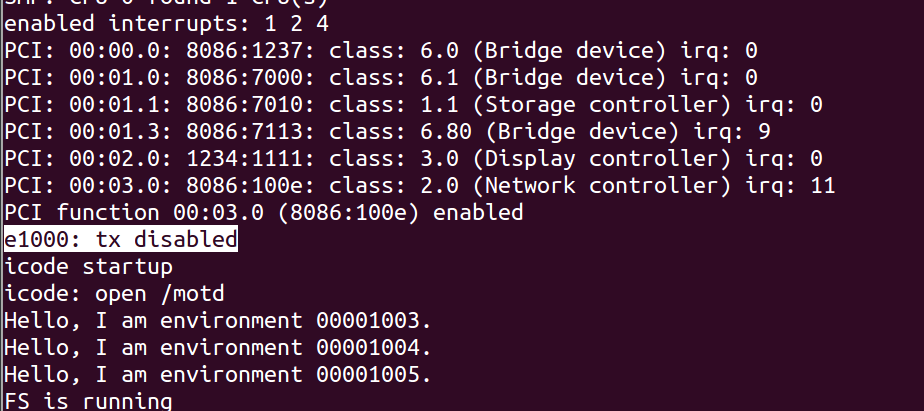 SMP: CPU 0 found 1 CPU(s)
enabled interrupts: 1 2 4
PCI: 00:00.0: 8086:1237: class: 6.0 (Bridge device) irq: 0
PCI: 00:01.0: 8086:7000: class: 6.1 (Bridge device) irq: 0
PCI: 00:01.1: 8086:7010: class: 1.1 (Storage controller) irq: 0
PCI: 00:01.3: 8086:7113: class: 6.80 (Bridge device) irq: 9
PCI: 00:02.0: 1234:1111: class: 3.0 (Display controller) irq: 0
PCI: 00:03.0: 8086:100e: class: 2.0 (Network controller) irq: 11
PCI function 00:03.0 (8086:100e) enabled
e1000: tx disabled
icode startup
icode: open /motd
Hello, I am environment 00001003.
Hello, I am environment 00001004.
Hello, I am environment 00001005.
FS is running